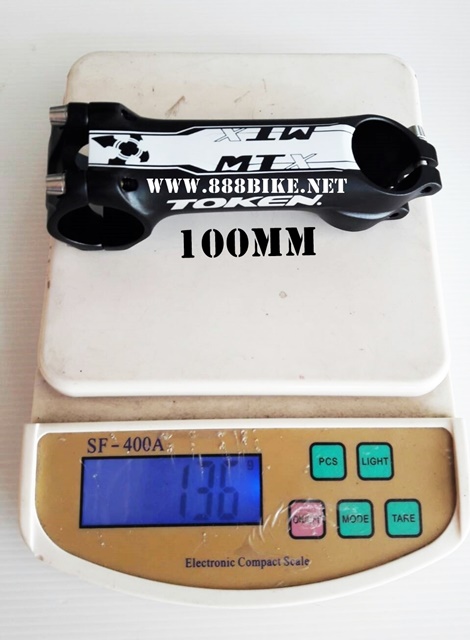 MTX
MTX
WWW.888BIKE.NET
TOKEN.
100MM
SF-400A
136
PCS
LIGHT
MODE
TARE
Electronic Compact Scale